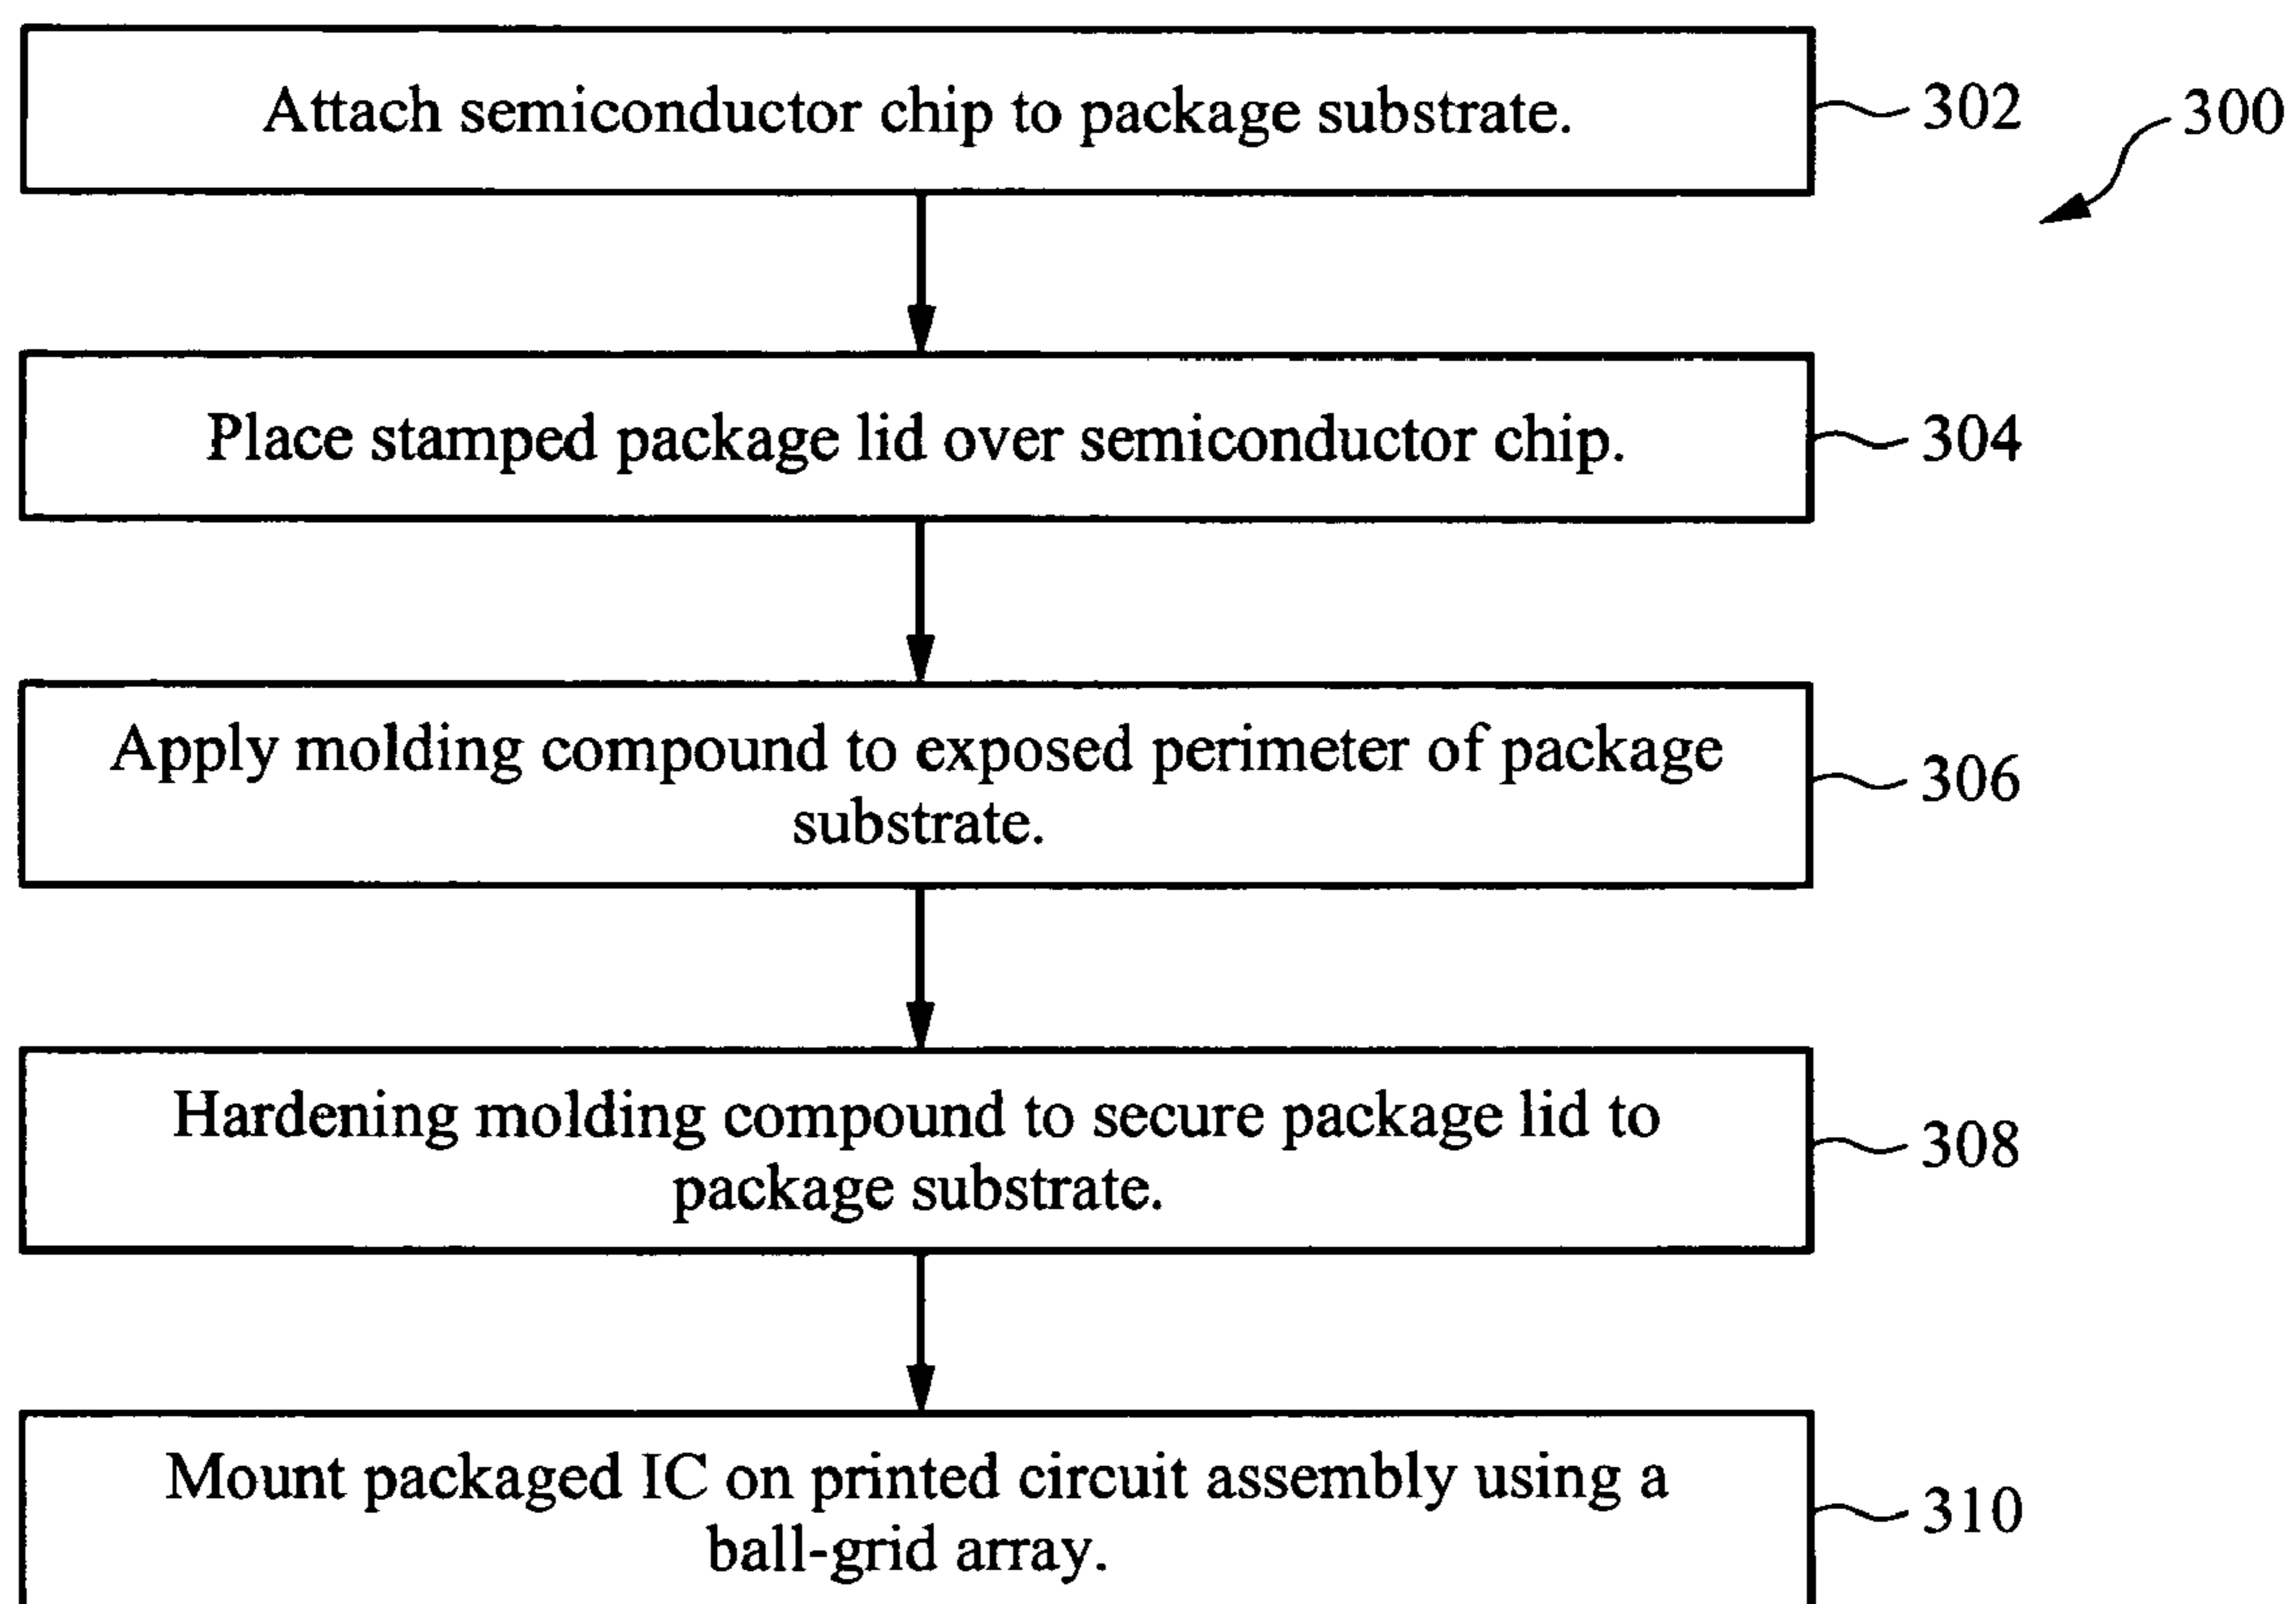 Attach semiconductor chip to package substrate.
302
300
Place stamped package lid over semiconductor chip.
304
Apply molding compound to exposed perimeter of package
substrate.
306
Hardening molding compound to secure package lid to
package substrate.
308
Mount packaged IC on printed circuit assembly using a
ball-grid array.
310